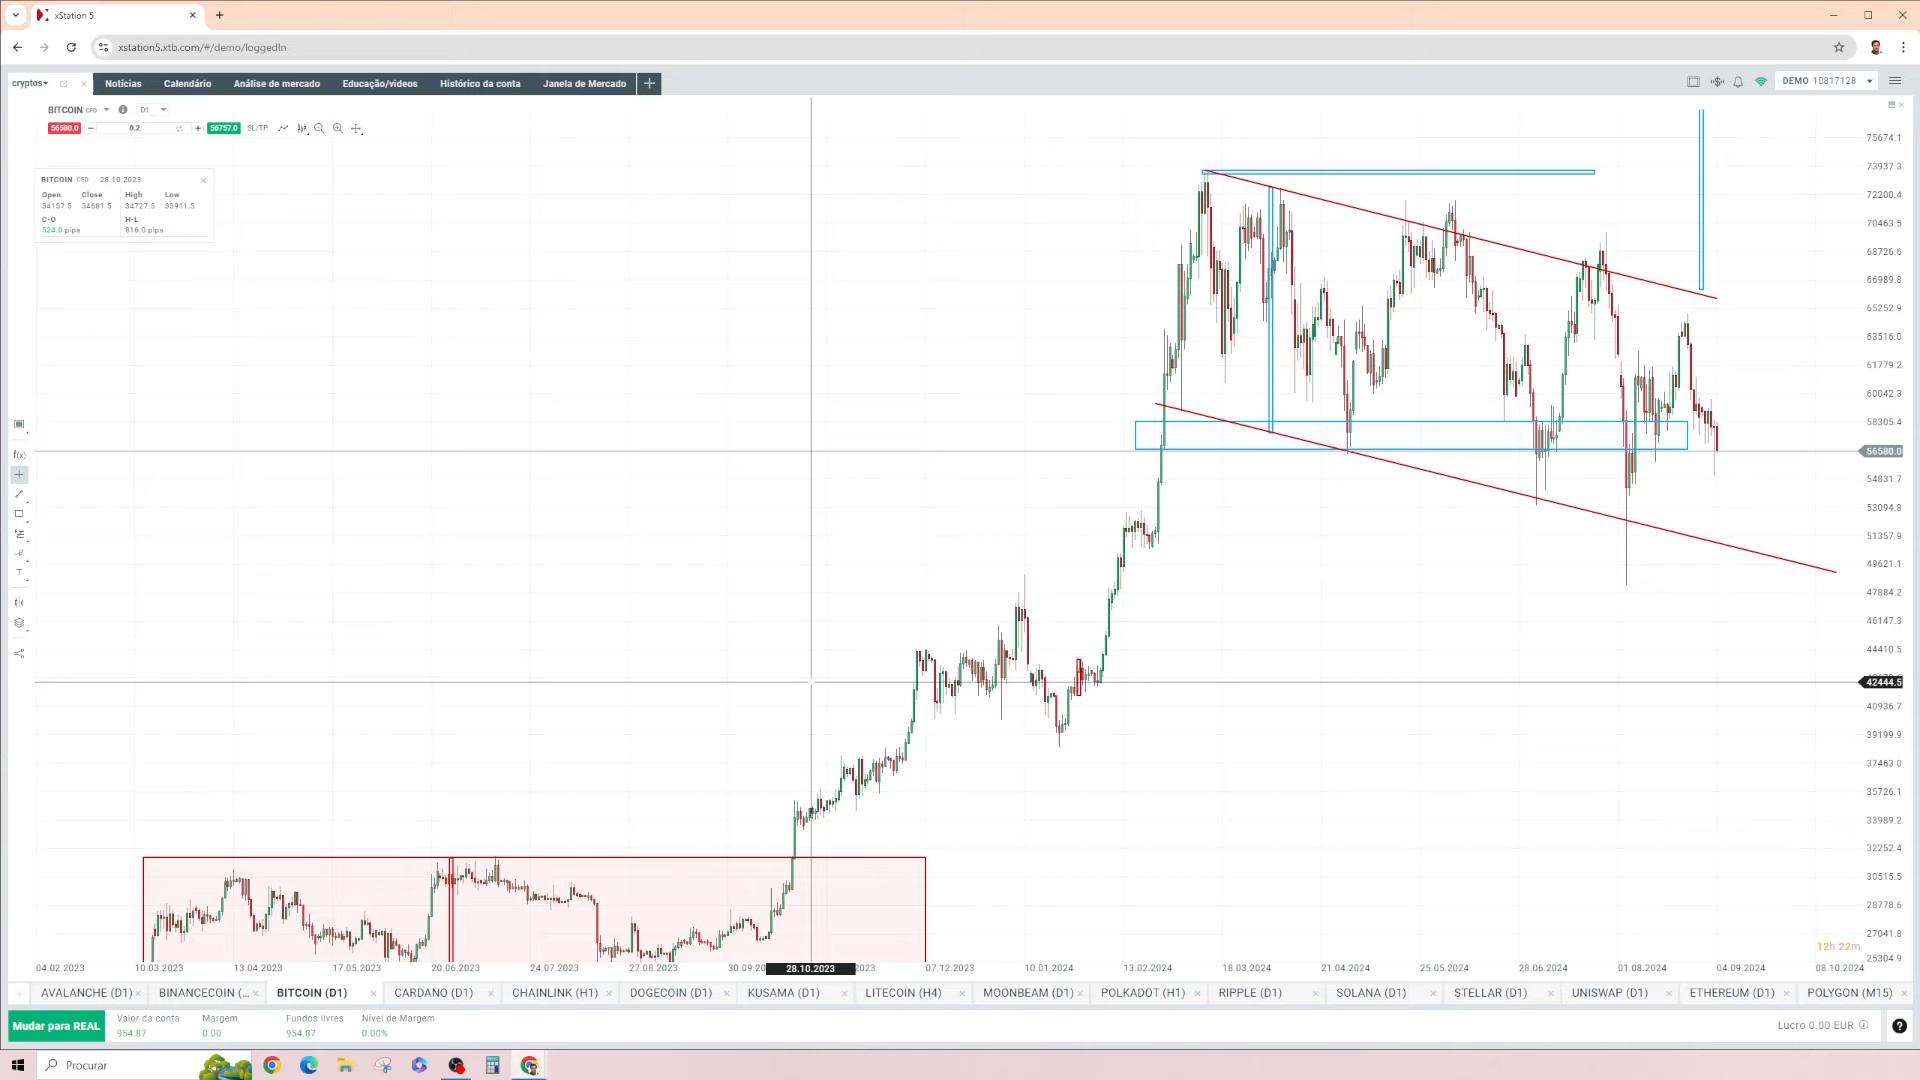 xStation 5
xstation5.xtb.com/#/demo/loggedIn
cryptos
Notícias
Calendário
Análise de mercado
Educação/videos
Histórico da conta
Janela de Mercado
DEMO 10817128
BITCOIN CFD
D1
56580.0
0.2
56757.0
SL/TP
BITCOIN CFD 28.10.2023
Open Close High Low
34157.5 34681.5 34727.5 33911.5
C-O H-L
524.0 pips 816.0 pips
75674.1
73937.3
72200.4
70463.5
68726.6
66989.8
65252.9
63516.0
61779.2
60042.3
58305.4
56580.0
54831.7
53094.8
51357.9
49621.1
47884.2
46147.3
44410.5
42444.5
40936.7
39199.9
37463.0
35726.1
33989.2
32252.4
30515.5
28778.6
27041.8
25304.9
f(x)
T
12h 22m
04.02.2023
10.03.2023
13.04.2023
17.05.2023
20.06.2023
24.07.2023
27.08.2023
30.09.20
28.10.2023
2023
07.12.2023
10.01.2024
13.02.2024
18.03.2024
21.04.2024
25.05.2024
28.06.2024
01.08.2024
04.09.2024
08.10.2024
AVALANCHE (D1)
BINANCECOIN (...
BITCOIN (D1)
CARDANO (D1)
CHAINLINK (H1)
DOGECOIN (D1)
KUSAMA (D1)
LITECOIN (H4)
MOONBEAM (D1)
POLKADOT (H1)
RIPPLE (D1)
SOLANA (D1)
STELLAR (D1)
UNISWAP (D1)
ETHEREUM (D1)
POLYGON (M15)
Mudar para REAL
Valor da conta Margem Fundos livres Nível de Margem
954.87 0.00 954.87 0.00%
Lucro 0.00 EUR
Procurar